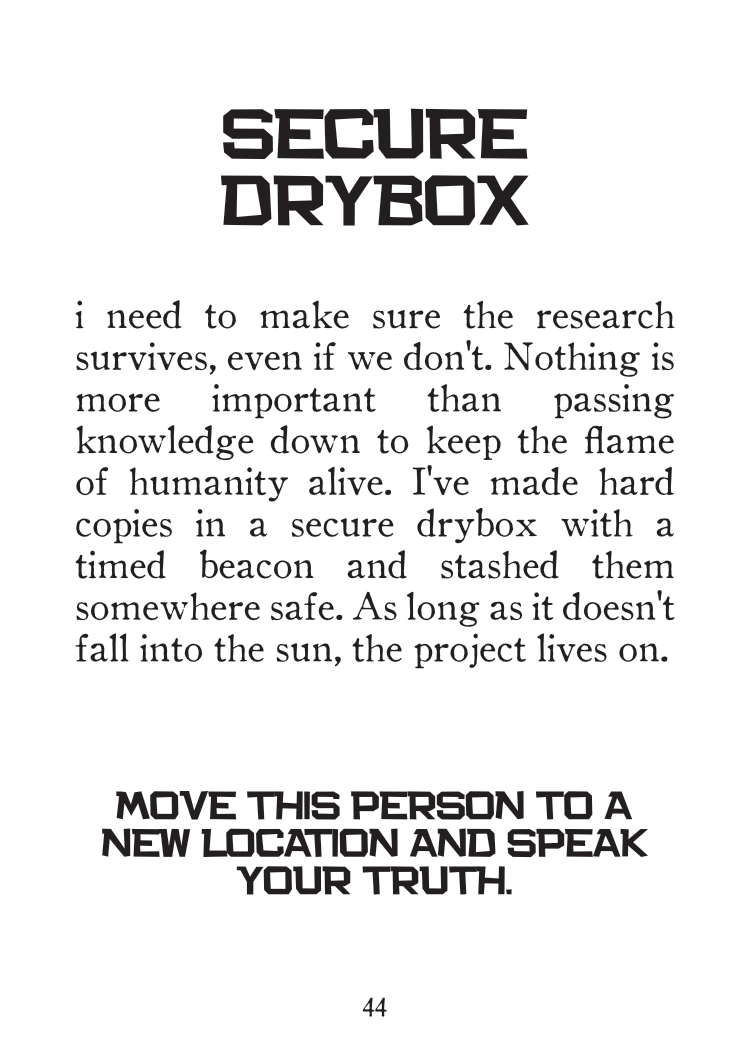 SECURE
DRYBOX
i need to make sure the research
survives, even if we don't. Nothing is
more important than passing
knowledge down to keep the flame
of humanity alive. I've made hard
copies in a secure drybox with a
timed beacon and stashed them
somewhere safe. As long as it doesn't
fall into the sun, the project lives on.
MOVE THIS PERSON TO A
NEW LOCATION AND SPEAK
YOUR TRUTH.
44